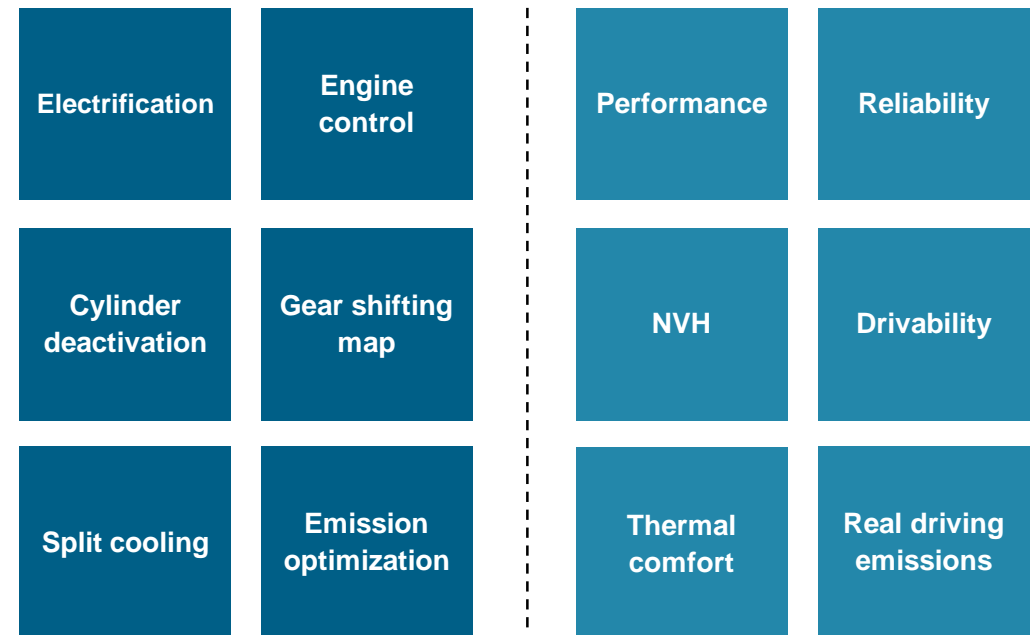 Electrification
Engine
control
Performance
Reliability
Cylinder
deactivation
Gear shifting
map
NVH
Drivability
Split cooling
Emission
optimization
Thermal
comfort
Real driving
emissions